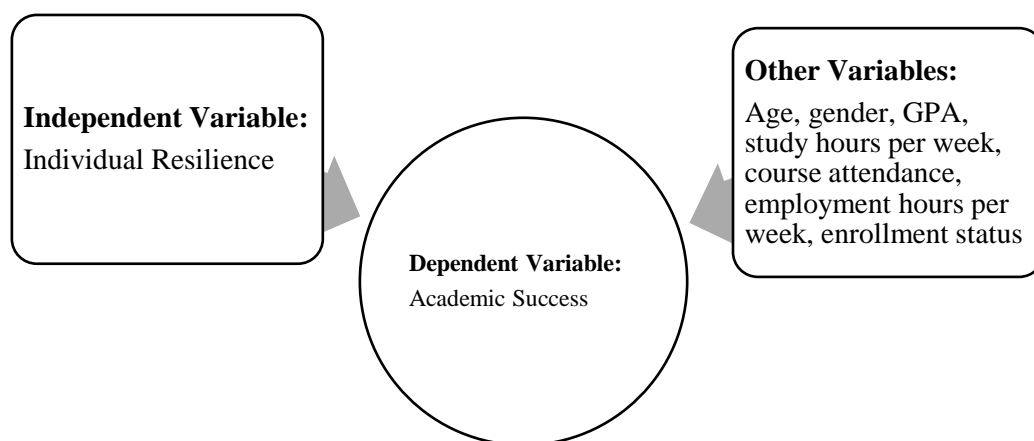 Independent Variable:
Individual Resilience
Other Variables:
Age, gender, GPA,
study hours per week,
course attendance,
employment hours per
week, enrollment status
Dependent Variable:
Academic Success